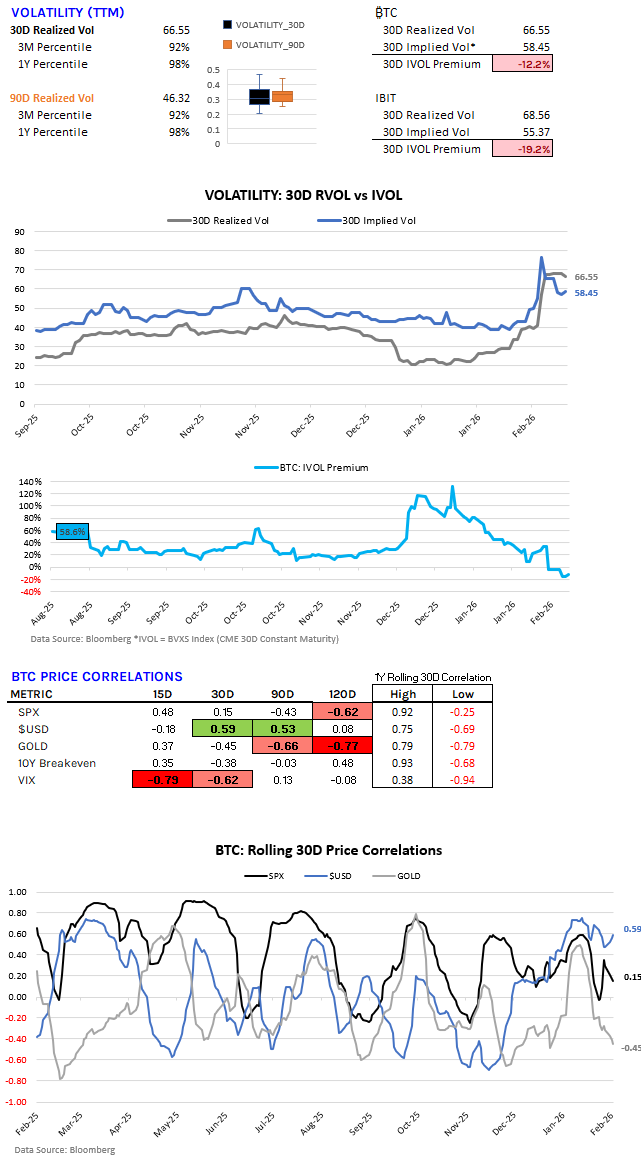 VOLATILITY (TTM)
30D Realized Vol 66.55
3M Percentile 92%
1Y Percentile 98%
90D Realized Vol 46.32
3M Percentile 92%
1Y Percentile 98%
VOLATILITY_30D
VOLATILITY_90D
0.5
0.4
0.3
0.2
0.1
0
₿TC
30D Realized Vol 66.55
30D Implied Vol* 58.45
30D IVOL Premium -12.2%
IBIT
30D Realized Vol 68.56
30D Implied Vol 55.37
30D IVOL Premium -19.2%
VOLATILITY: 30D RVOL vs IVOL
30D Realized Vol 30D Implied Vol
90
80
70
60
50
40
30
20
10
0
66.55
58.45
Sep-25 Oct-25 Oct-25 Nov-25 Nov-25 Dec-25 Dec-25 Jan-26 Jan-26 Feb-26
BTC: IVOL Premium
140%
120%
100%
80%
60%
40%
20%
0%
-20%
-40%
58.6%
Aug-25 Aug-25 Sep-25 Sep-25 Oct-25 Oct-25 Oct-25 Nov-25 Nov-25 Dec-25 Dec-25 Jan-26 Jan-26 Feb-26
Data Source: Bloomberg *IVOL = BVXS Index (CME 30D Constant Maturity)
BTC PRICE CORRELATIONS 1Y Rolling 30D Correlation
METRIC 15D 30D 90D 120D High Low
SPX 0.48 0.15 -0.43 -0.62 0.92 -0.25
$USD -0.18 0.59 0.53 0.08 0.75 -0.69
GOLD 0.37 -0.45 -0.66 -0.77 0.79 -0.79
10Y Breakeven 0.35 -0.38 -0.03 0.48 0.93 -0.68
VIX -0.79 -0.62 0.13 -0.08 0.38 -0.94
BTC: Rolling 30D Price Correlations
SPX $USD GOLD
1.00
0.80
0.60
0.40
0.20
0.00
-0.20
-0.40
-0.60
-0.80
-1.00
0.59
0.15
-0.45
Feb-25 Mar-25 Apr-25 May-25 Jun-25 Jul-25 Aug-25 Sep-25 Oct-25 Nov-25 Dec-25 Jan-26 Feb-26
Data Source: Bloomberg